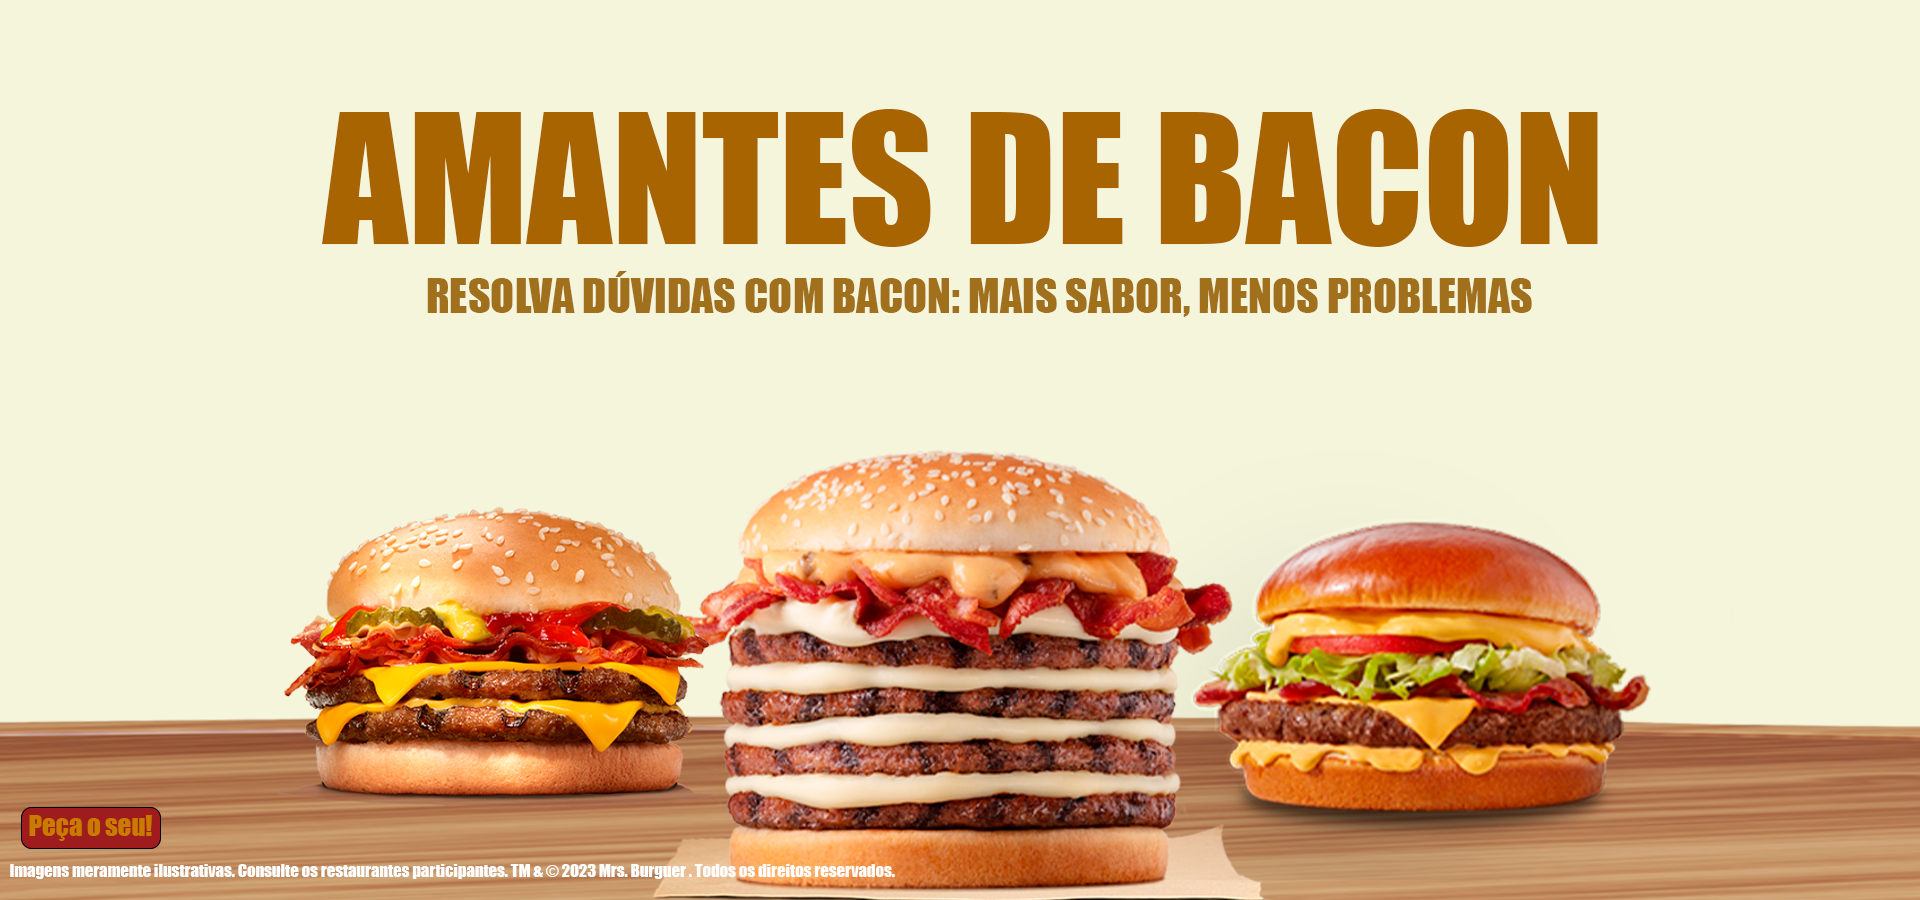 AMANTES DE BACON
RESOLVA DÚVIDAS COM BACON: MAIS SABOR, MENOS PROBLEMAS
Peça o seu!
Imagens meramente ilustrativas. Consulte os restaurantes participantes. TM & © 2023 Mrs. Burguer . Todos os direitos reservados.